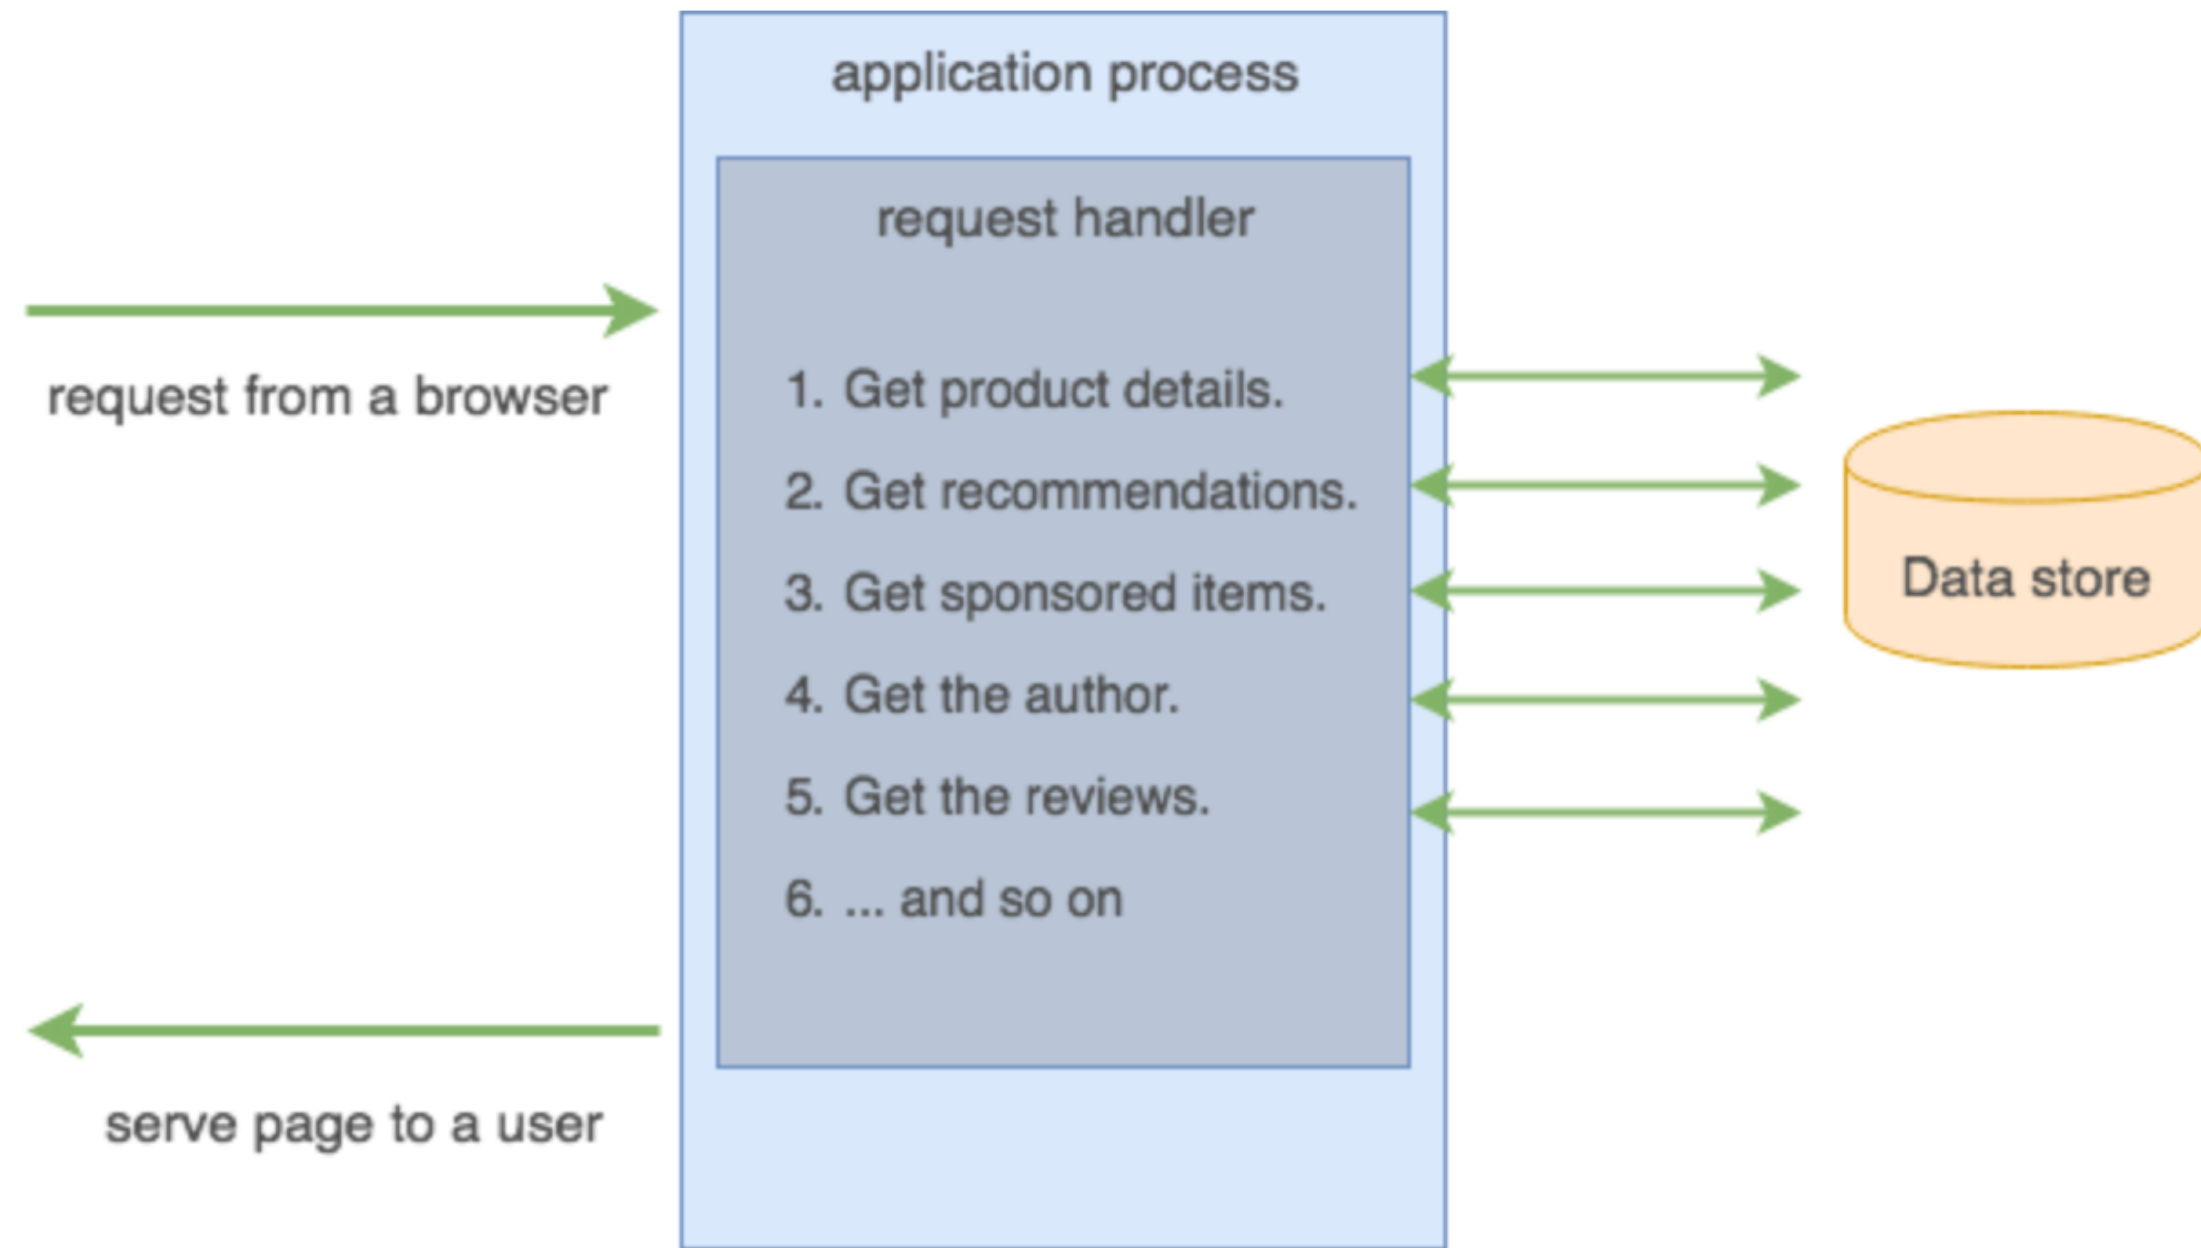 application process
request handler
request from a browser
1. Get product details.
2. Get recommendations.
3. Get sponsored items.
4. Get the author.
5. Get the reviews.
6. ... and so on
Data store
serve page to a user